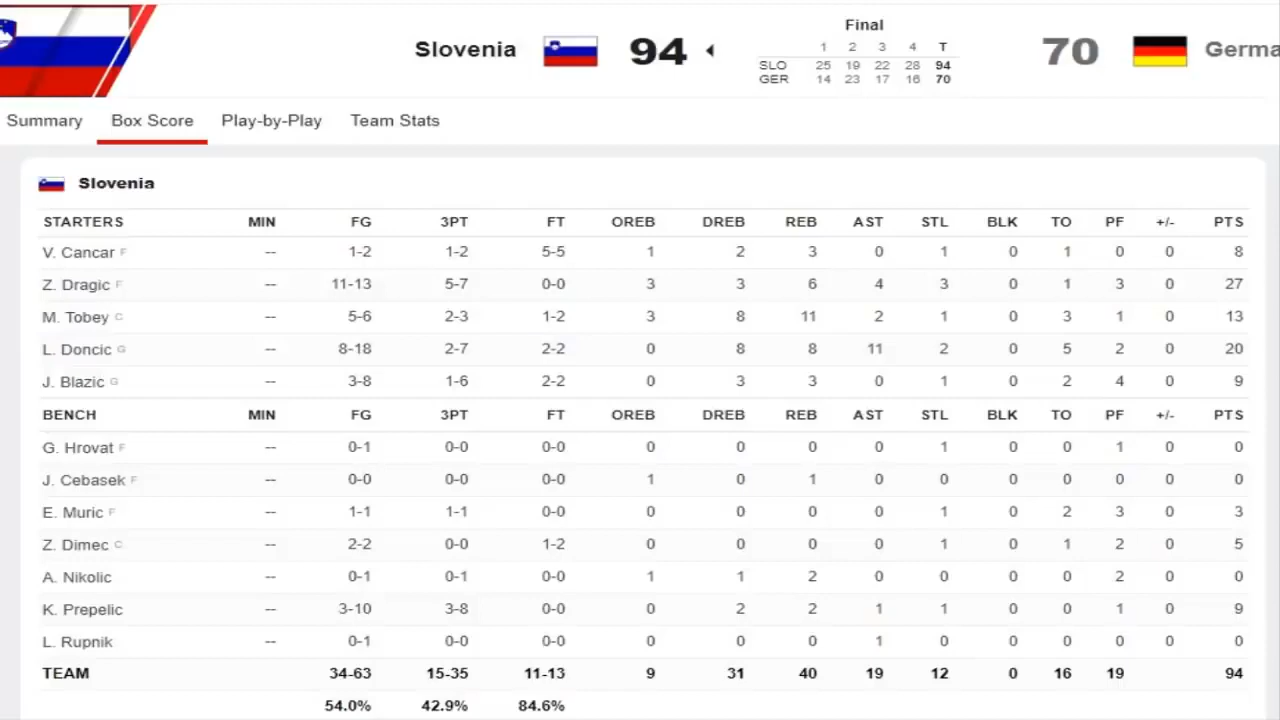 Final
Slovenia 94 70 Germa
1 2 3 4 T
SLO 25 19 22 28 94
GER 14 23 17 16 70
Summary Box Score Play-by-Play Team Stats
Slovenia
STARTERS MIN FG 3PT FT OREB DREB REB AST STL BLK TO PF +/- PTS
V. Cancar F -- 1-2 1-2 5-5 1 2 3 0 1 0 1 0 0 8
Z. Dragic F -- 11-13 5-7 0-0 3 3 6 4 3 0 1 3 0 27
M. Tobey C -- 5-6 2-3 1-2 3 8 11 2 1 0 3 1 0 13
L. Doncic G -- 8-18 2-7 2-2 0 8 8 11 2 0 5 2 0 20
J. Blazic G -- 3-8 1-6 2-2 0 3 3 0 1 0 2 4 0 9
BENCH MIN FG 3PT FT OREB DREB REB AST STL BLK TO PF +/- PTS
G. Hrovat F -- 0-1 0-0 0-0 0 0 0 0 1 0 0 1 0 0
J. Cebasek F -- 0-0 0-0 0-0 1 0 1 0 0 0 0 0 0 0
E. Muric F -- 1-1 1-1 0-0 0 0 0 0 1 0 2 3 0 3
Z. Dimec C -- 2-2 0-0 1-2 0 0 0 0 1 0 1 2 0 5
A. Nikolic -- 0-1 0-1 0-0 1 1 2 0 0 0 0 2 0 0
K. Prepelic -- 3-10 3-8 0-0 0 2 2 1 1 0 0 1 0 9
L. Rupnik -- 0-1 0-0 0-0 0 0 0 1 0 0 0 0 0 0
TEAM 34-63 15-35 11-13 9 31 40 19 12 0 16 19 94
54.0% 42.9% 84.6%